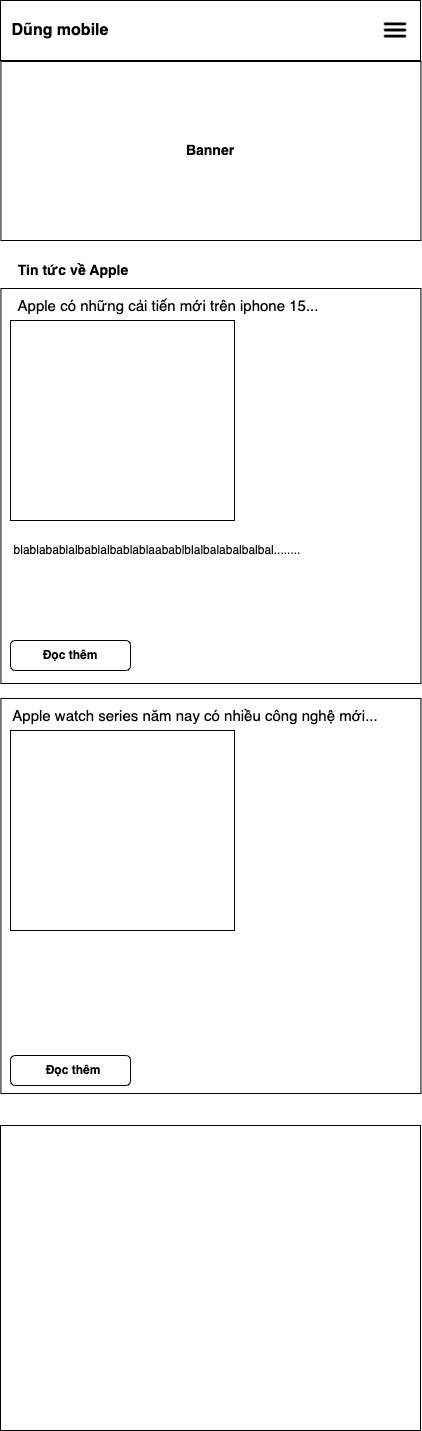 Dũng mobile
Banner
Tin tức về Apple
Apple có những cải tiến mới trên iphone 15...
blablabablalbablalbablablaabablblalbalabalbalbal........
Đọc thêm
Apple watch series năm nay có nhiều công nghệ mới...
Đọc thêm